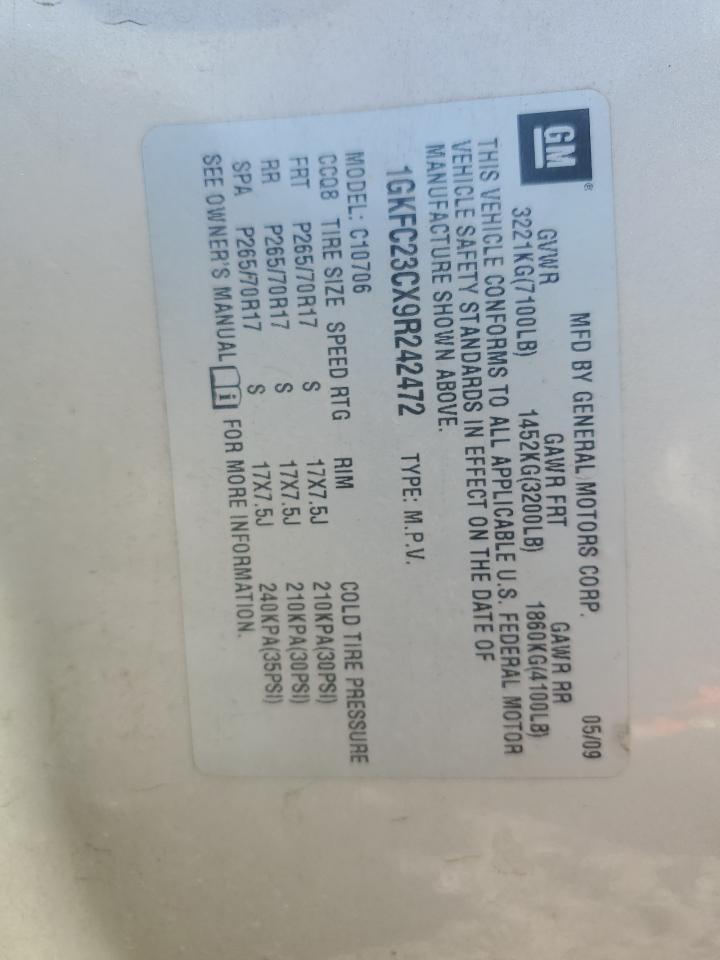 GM®
MFD BY GENERAL MOTORS CORP. 05/09
GVWR GAWR FRT GAWR RR
3221KG(7100LB) 1452KG(3200LB) 1860KG(4100LB)
THIS VEHICLE CONFORMS TO ALL APPLICABLE U.S. FEDERAL MOTOR
VEHICLE SAFETY STANDARDS IN EFFECT ON THE DATE OF
MANUFACTURE SHOWN ABOVE.
1GKFC23CX9R242472 TYPE: M.P.V.
MODEL: C10706
CCQ8 TIRE SIZE SPEED RTG RIM COLD TIRE PRESSURE
FRT P265/70R17 S 17X7.5J 210KPA(30PSI)
RR P265/70R17 S 17X7.5J 210KPA(30PSI)
SPA P265/70R17 S 17X7.5J 240KPA(35PSI)
SEE OWNER'S MANUAL i FOR MORE INFORMATION.